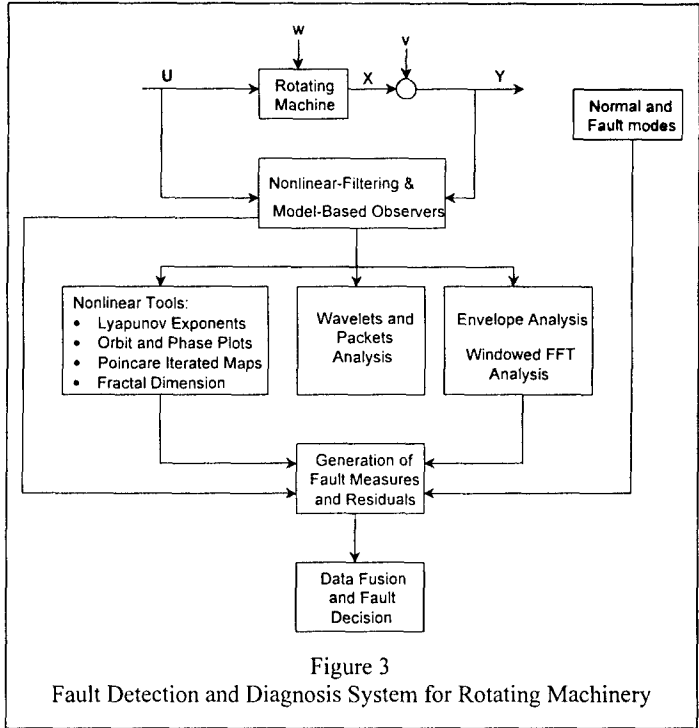 W
V
U
X
Y
Rotating
Machine
Normal and
Fault modes
Nonlinear-Filtering &
Model-Based Observers
Nonlinear Tools:
• Lyapunov Exponents
• Orbit and Phase Plots
• Poincare Iterated Maps
• Fractal Dimension
Wavelets and
Packets
Analysis
Envelope Analysis
Windowed FFT
Analysis
Generation of
Fault Measures
and Residuals
Data Fusion
and Fault
Decision
Figure 3
Fault Detection and Diagnosis System for Rotating Machinery